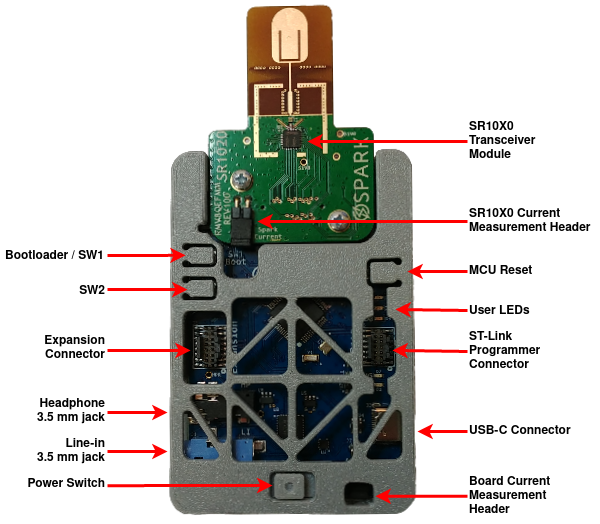 SR10X0
Transceiver
Module
SR1020
SPARK
SR10X0 Current
Measurement Header
Spark
Current
Bootloader / SW1
SW1
Boot
MCU Reset
SW2
User LEDs
Expansion
Connector
ST-Link
Programmer
Connector
Headphone
3.5 mm jack
USB-C Connector
Line-in
3.5 mm jack
LI
Power Switch
Board Current
Measurement
Header